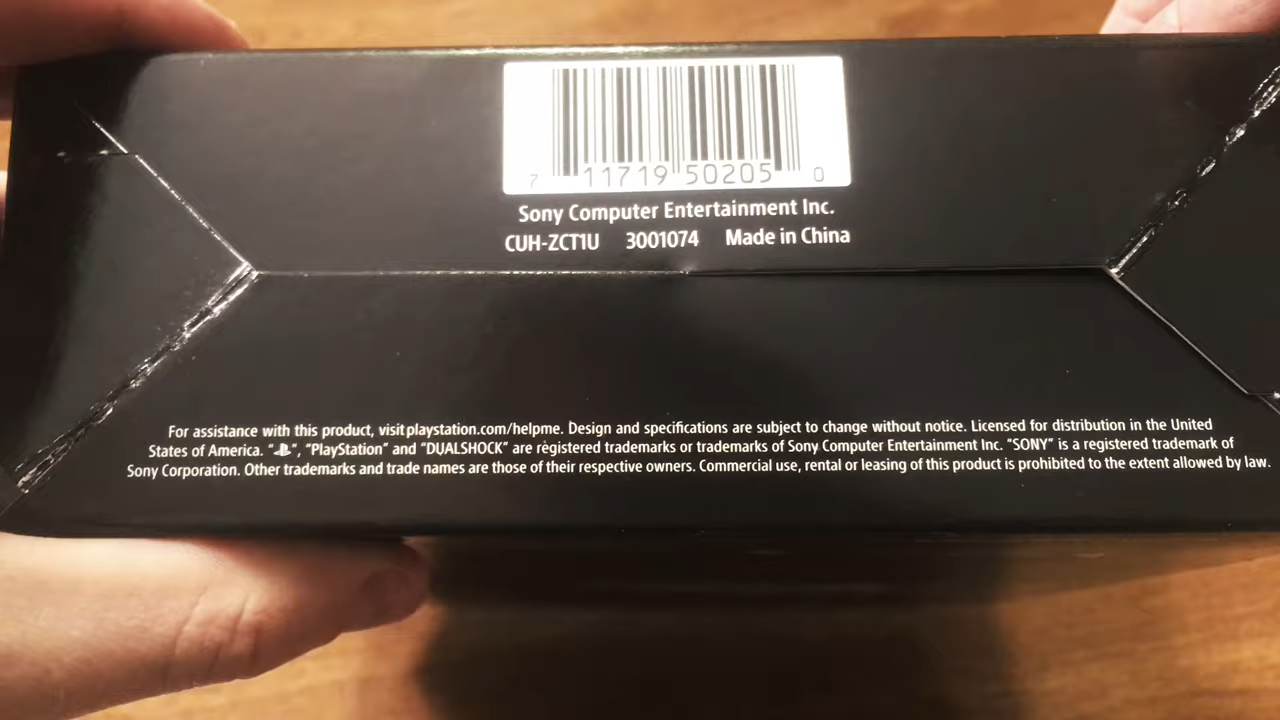 7 11719 50205 0
Sony Computer Entertainment Inc.
CUH-ZCT1U 3001074 Made in China
For assistance with this product, visit playstation.com/helpme. Design and specifications are subject to change without notice. Licensed for distribution in the United
States of America. "", "PlayStation" and "DUALSHOCK" are registered trademarks or trademarks of Sony Computer Entertainment Inc. "SONY" is a registered trademark of
Sony Corporation. Other trademarks and trade names are those of their respective owners. Commercial use, rental or leasing of this product is prohibited to the extent allowed by law.